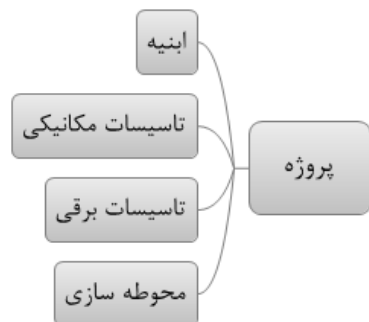 پروژه
ابنیه
تاسیسات مکانیکی
تاسیسات برقی
محوطه سازی